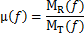 μ(f) = M_R(f) / M_T(f)